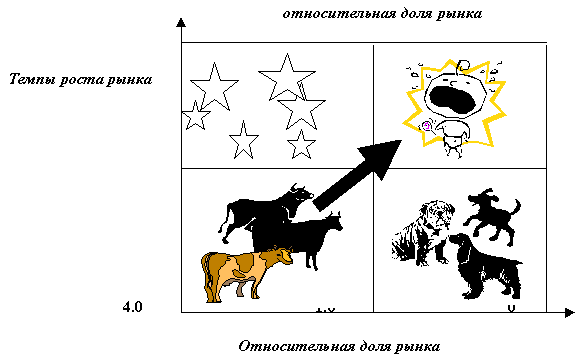 относительная доля рынка
Темпы роста рынка
4.0
Относительная доля рынка